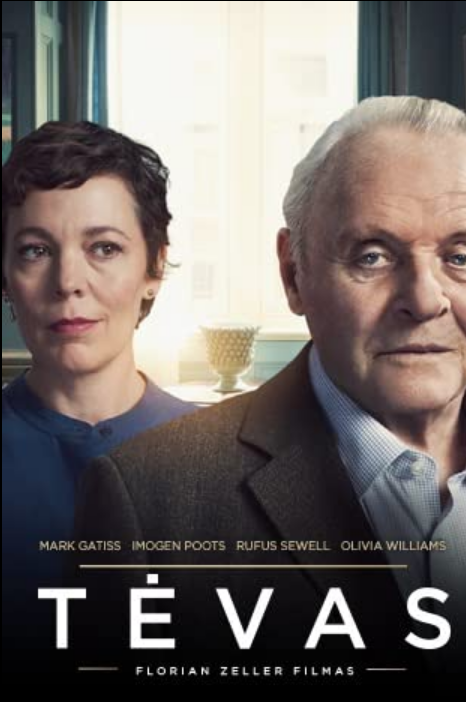 MARK GATISS IMOGEN POOTS RUFUS SEWELL OLIVIA WILLIAMS
TĖVAS
FLORIAN ZELLER FILMAS